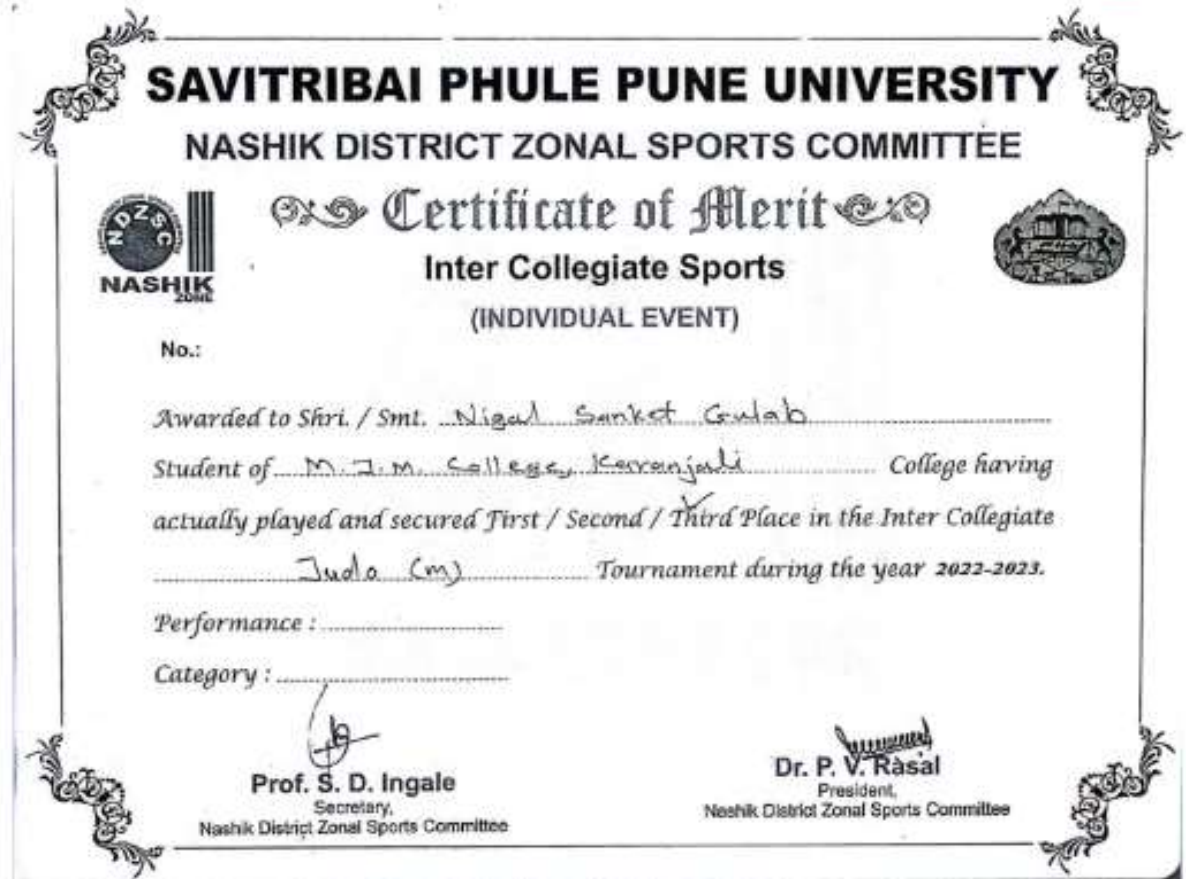 SAVITRIBAI PHULE PUNE UNIVERSITY
NASHIK DISTRICT ZONAL SPORTS COMMITTEE
NDZSC
NASHIK
ZONE
Certificate of Merit
Inter Collegiate Sports
(INDIVIDUAL EVENT)
No.:
Awarded to Shri. / Smt. Nigal Sanket Gulab
Student of M.J.M. College, Karanjali College having
actually played and secured First / Second / Third Place in the Inter Collegiate
Judo (m) Tournament during the year 2022-2023.
Performance :
Category :
Prof. S. D. Ingale
Secretary,
Nashik District Zonal Sports Committee
Dr. P. V. Rasal
President,
Nashik District Zonal Sports Committee